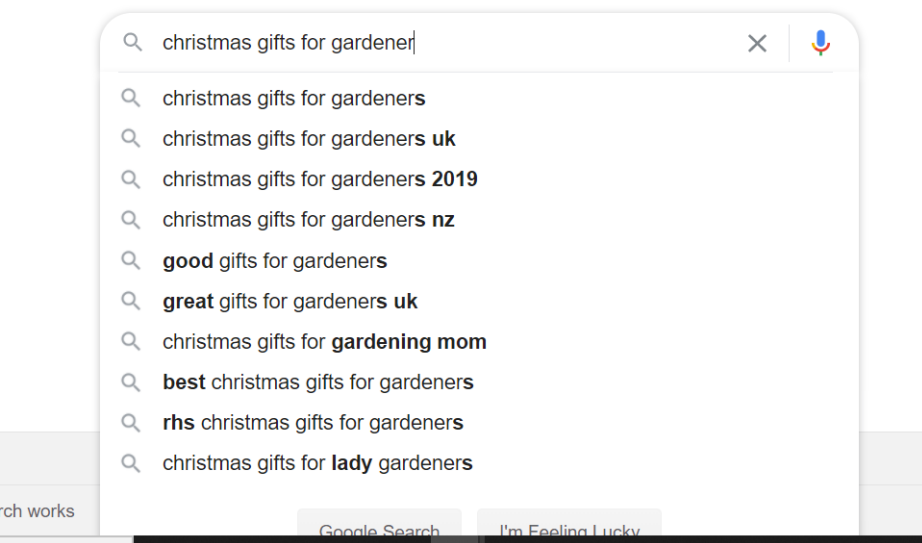 christmas gifts for gardener
christmas gifts for gardeners
christmas gifts for gardeners uk
christmas gifts for gardeners 2019
christmas gifts for gardeners nz
good gifts for gardeners
great gifts for gardeners uk
christmas gifts for gardening mom
best christmas gifts for gardeners
rhs christmas gifts for gardeners
christmas gifts for lady gardeners
rch works
Google Search I'm Feeling Lucky